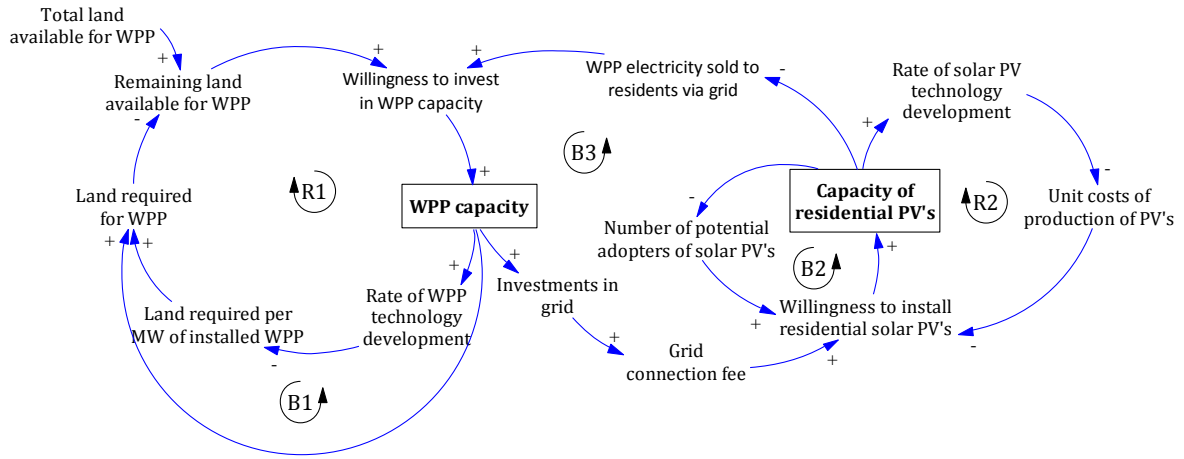 Total land
available for WPP
+
Remaining land
available for WPP
-
+
Willingness to invest
in WPP capacity
+
WPP electricity sold to
residents via grid
-
Rate of solar PV
technology
development
+
-
Unit costs of
production of PV's
-
B3
R1
R2
Land required
for WPP
+
+
WPP capacity
+
Capacity of
residential PV's
+
-
Number of potential
adopters of solar PV's
+
B2
Willingness to install
residential solar PV's
+
+
Investments in
grid
+
Grid
connection fee
+
Rate of WPP
technology
development
-
Land required per
MW of installed WPP
B1